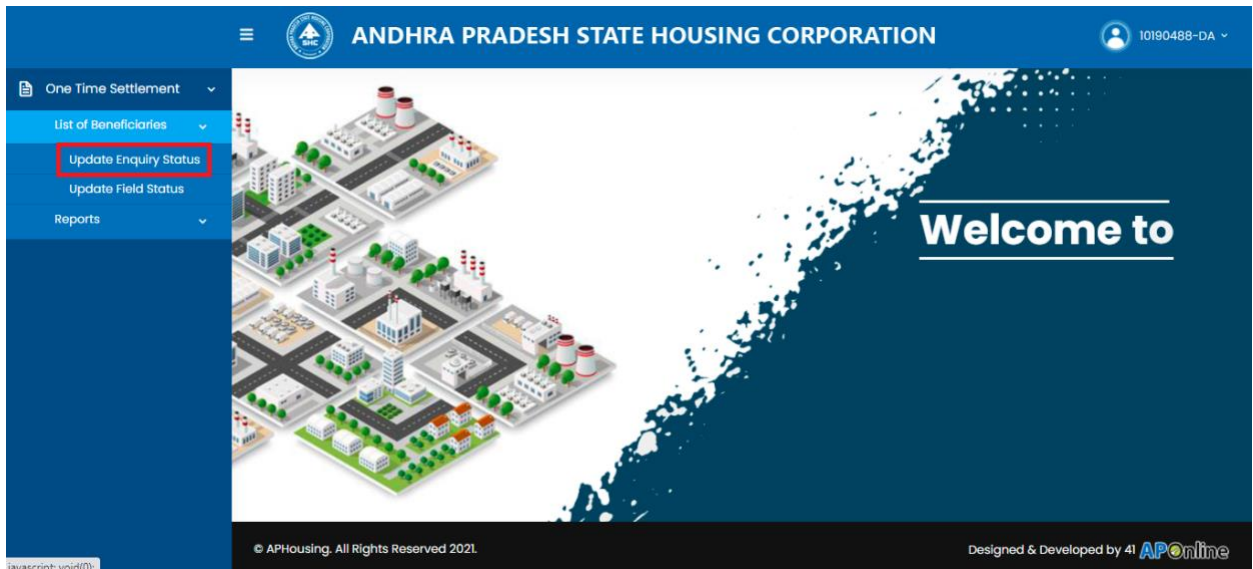 ANDHRA PRADESH STATE HOUSING CORPORATION
10190488-DA
One Time Settlement
List of Beneficiaries
Update Enquiry Status
Update Field Status
Reports
Welcome to
© APHousing. All Rights Reserved 2021.
Designed & Developed by 41 APOnline
javascript: void(0);